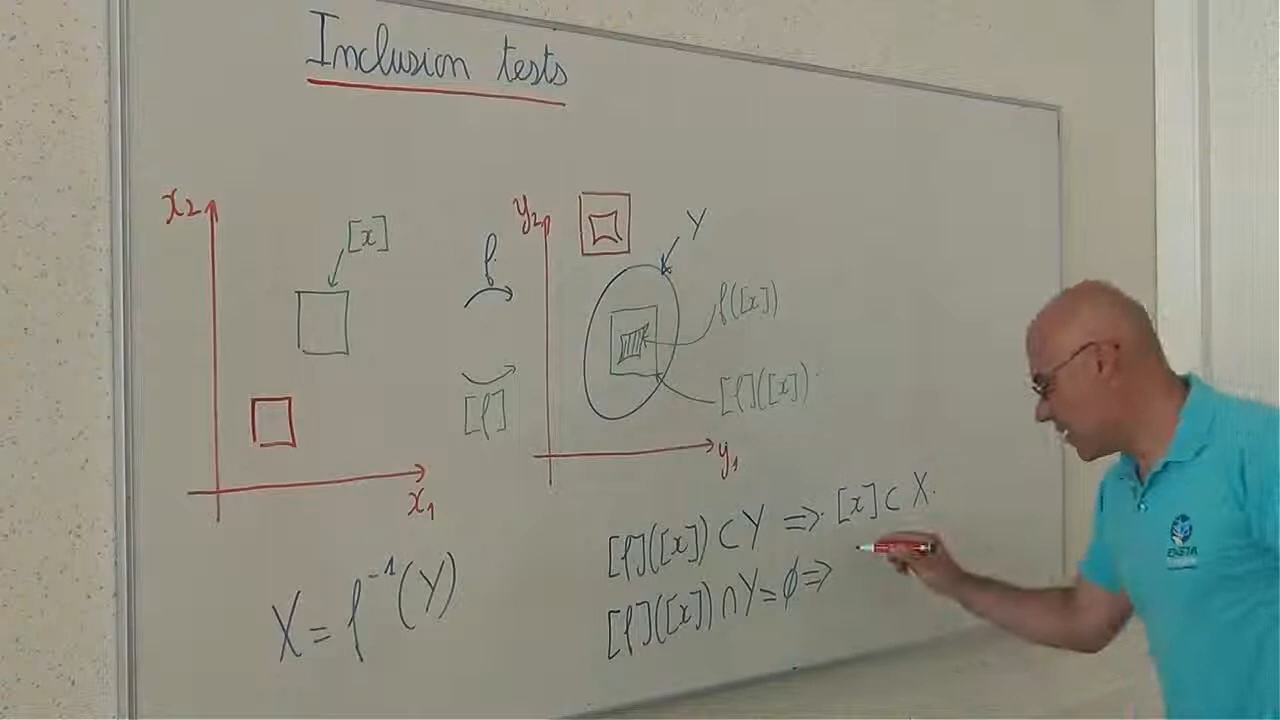 Inclusion tests
x₂
[x]
f
[f]
x₁
y₂
Y
f([x])
[f]([x])
y₁
X = f⁻¹(Y)
[f]([x]) ⊂ Y ⇒ [x] ⊂ X.
[f]([x]) ∩ Y = ∅ ⇒
ENSTA